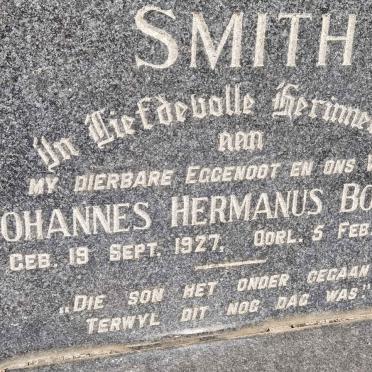 SMITH
In Liefdevolle Herinne
aan
MY DIERBARE EGGENOOT EN ONS V
OHANNES HERMANUS BO
GEB. 19 SEPT. 1927. OORL. 5 FEB.
„DIE SON HET ONDER GEGAAN
TERWYL DIT NOG DAG WAS."